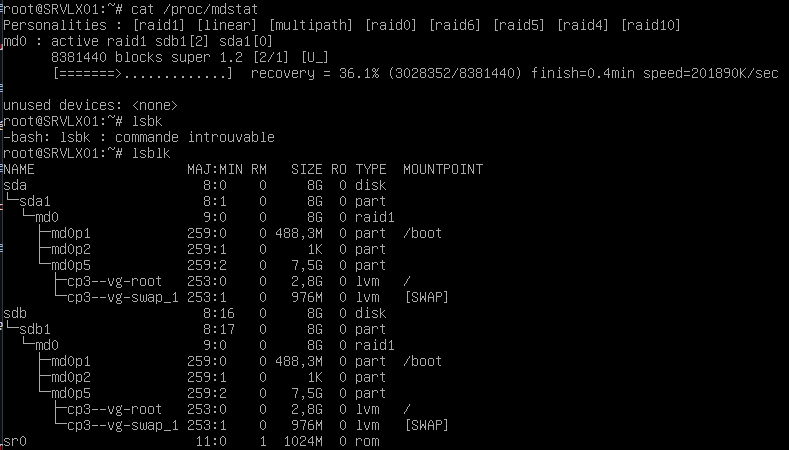 root@SRVLX01:~# cat /proc/mdstat
Personalities : [raid1] [linear] [multipath] [raid0] [raid6] [raid5] [raid4] [raid10]
md0 : active raid1 sdb1[2] sda1[0]
      8381440 blocks super 1.2 [2/1] [U_]
      [=======>.............]  recovery = 36.1% (3028352/8381440) finish=0.4min speed=201890K/sec
unused devices: <none>
root@SRVLX01:~# lsbk
-bash: lsbk : commande introuvable
root@SRVLX01:~# lsblk
NAME                   MAJ:MIN RM   SIZE RO TYPE  MOUNTPOINT
sda                      8:0    0     8G  0 disk
└─sda1                   8:1    0     8G  0 part
  └─md0                  9:0    0     8G  0 raid1
    ├─md0p1            259:0    0 488,3M  0 part  /boot
    ├─md0p2            259:1    0     1K  0 part
    └─md0p5            259:2    0   7,5G  0 part
      ├─cp3--vg-root   253:0    0   2,8G  0 lvm   /
      └─cp3--vg-swap_1 253:1    0   976M  0 lvm   [SWAP]
sdb                      8:16   0     8G  0 disk
└─sdb1                   8:17   0     8G  0 part
  └─md0                  9:0    0     8G  0 raid1
    ├─md0p1            259:0    0 488,3M  0 part  /boot
    ├─md0p2            259:1    0     1K  0 part
    └─md0p5            259:2    0   7,5G  0 part
      ├─cp3--vg-root   253:0    0   2,8G  0 lvm   /
      └─cp3--vg-swap_1 253:1    0   976M  0 lvm   [SWAP]
sr0                     11:0    1  1024M  0 rom